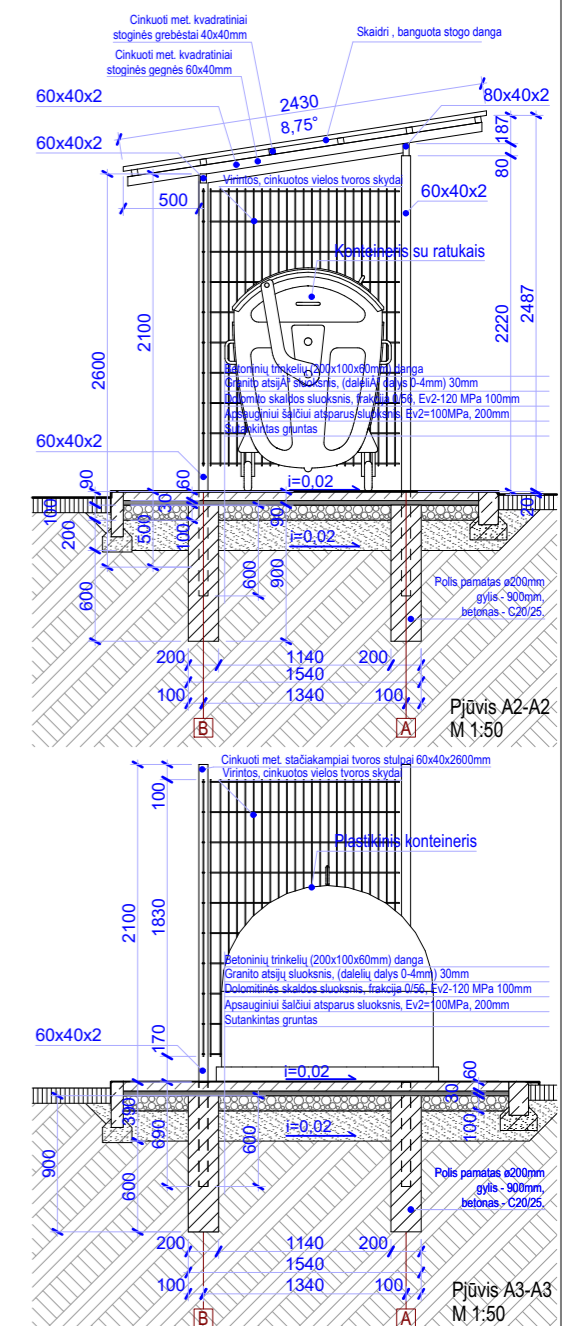 Cinkuoti met. kvadratiniai
stoginės grebėstai 40x40mm
Skaidri , banguota stogo danga
Cinkuoti met. kvadratiniai
stoginės gegnės 60x40mm
60x40x2
2430
8,75°
80x40x2
187
60x40x2
80
Virintos, cinkuotos vielos tvoros skydai
500
60x40x2
Konteineris su ratukais
2600
2100
2220
2487
Betoninių trinkelių (200x100x60mm) danga
Dolomito skaldos sluoksnis, frakcija 0/56, Ev2-120 MPa 100mm
Apsauginiui šalčiui atsparus sluoksnis, Ev2=100MPa, 200mm
Sutankintas gruntas
60x40x2
i=0,02
90
100
30
60
90
20
200
500
100
i=0,02
600
600
900
Polis pamatas ø200mm
gylis - 900mm,
betonas - C20/25.
200
1140
200
1540
100
1340
100
B
A
Pjūvis A2-A2
M 1:50
Cinkuoti met. stačiakampiai tvoros stulpai 60x40x2600mm
Virintos, cinkuotos vielos tvoros skydai
100
Plastikinis konteineris
2100
1830
Betoninių trinkelių (200x100x60mm) danga
Granito atsijų sluoksnis, (dalelių dalys 0-4mm) 30mm
Dolomitinės skaldos sluoksnis, frakcija 0/56, Ev2-120 MPa 100mm
Apsauginiui šalčiui atsparus sluoksnis, Ev2=100MPa, 200mm
Sutankintas gruntas
60x40x2
170
i=0,02
60
30
390
100
i=0,02
900
600
690
600
Polis pamatas ø200mm
gylis - 900mm,
betonas - C20/25.
200
1140
200
1540
100
1340
100
B
A
Pjūvis A3-A3
M 1:50